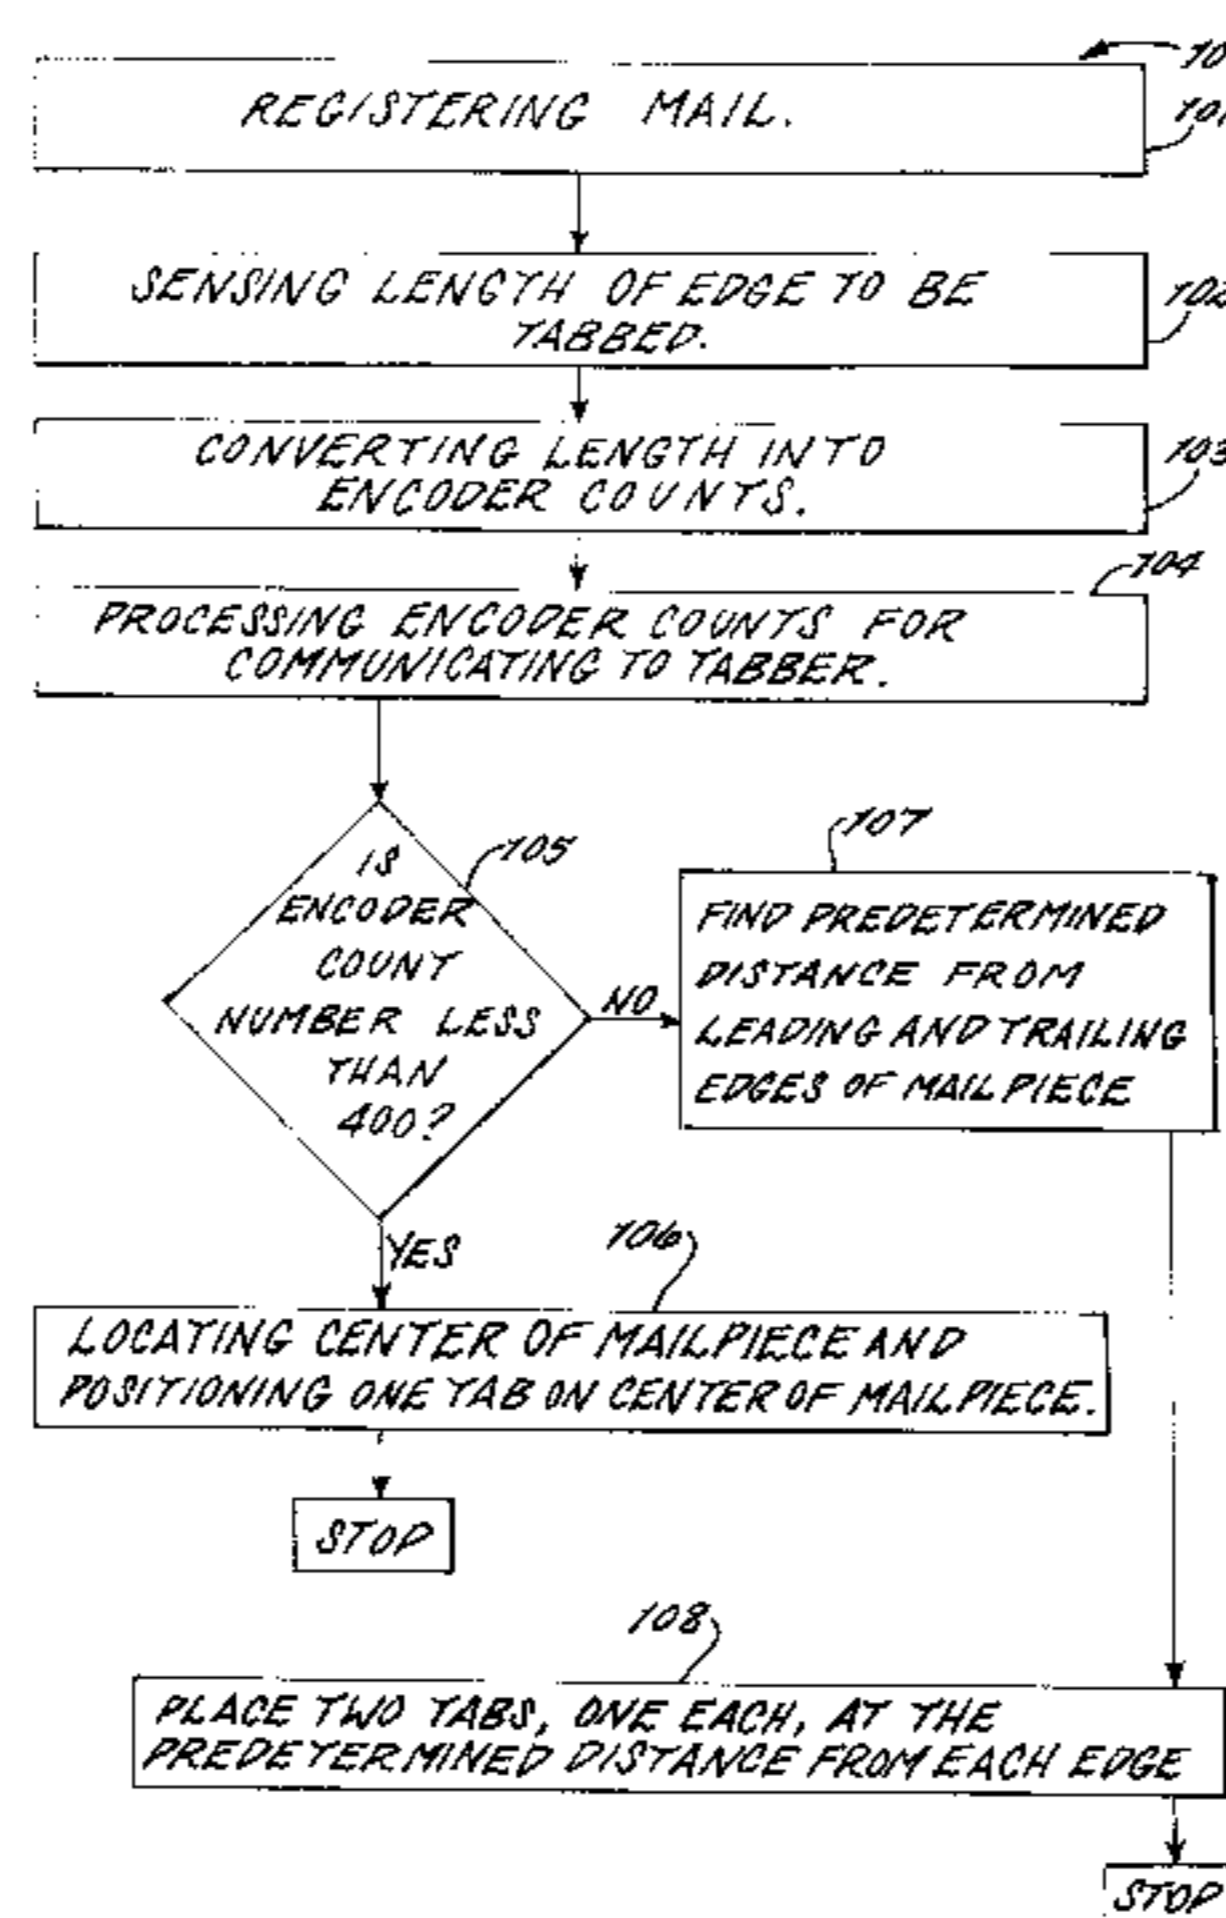 REGISTERING MAIL.
101
SENSING LENGTH OF EDGE TO BE
TABBED.
102
CONVERTING LENGTH INTO
ENCODER COUNTS.
103
104
PROCESSING ENCODER COUNTS FOR
COMMUNICATING TO TABBER.
105
IS
ENCODER
COUNT
NUMBER LESS
THAN
400?
NO
107
FIND PREDETERMINED
DISTANCE FROM
LEADING AND TRAILING
EDGES OF MAILPIECE
YES
106
LOCATING CENTER OF MAILPIECE AND
POSITIONING ONE TAB ON CENTER OF MAILPIECE.
STOP
108
PLACE TWO TABS, ONE EACH, AT THE
PREDETERMINED DISTANCE FROM EACH EDGE
STOP